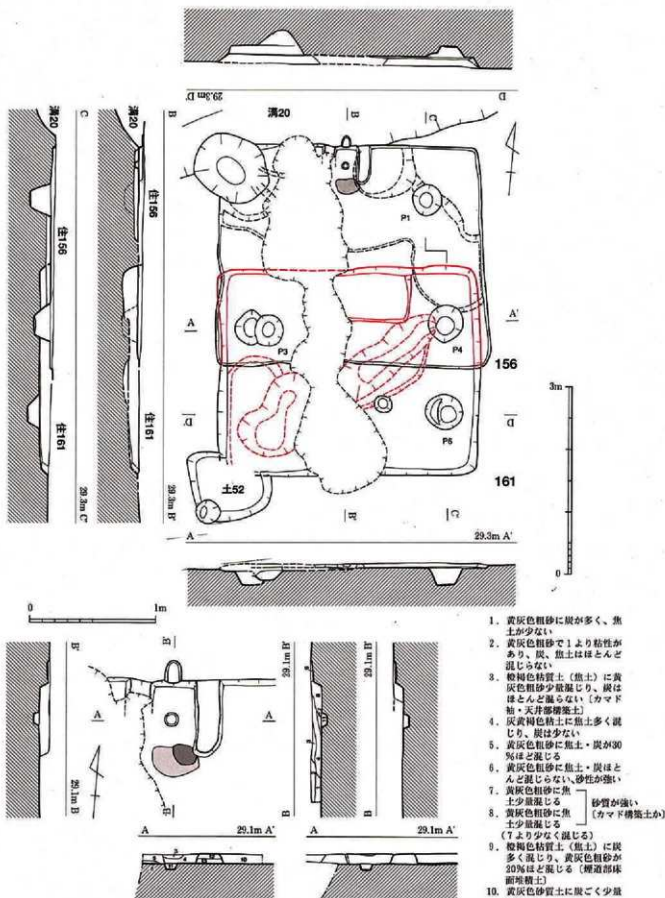 29.3m D'
D
溝20
B
C
溝20
C
溝20
B
住156
住156
P1
A
A'
P3
P4
156
3m
D'
D
P5
住161
住161
161
土52
29.3m C'
29.3m B'
B'
C'
A
29.3m A'
0
0
1m
B'
B'
29.1m B'
29.1m B'
A
A'
29.1m B
B
B
B
A
29.1m A'
A
29.1m A'
1. 黄灰色粗砂に炭が多く、焦
土が少ない
2. 黄灰色粗砂で1より粘性が
あり、炭、焦土はほとんど
混じらない
3. 橙褐色粘質土(焦土)に黄
灰色粗砂少量混じり、炭は
ほとんど混らない〔カマド
袖・天井部構築土〕
4. 灰黄褐色粘土に焦土多く混
じり、炭は少ない
5. 黄灰色粗砂に焦土・炭が30
%ほど混じる
6. 黄灰色粗砂に焦土・炭ほと
んど混じらない、砂性が強い
7. 黄灰色粗砂に焦
土少量混じる
8. 黄灰色粗砂に焦
土少量混じる
砂質が強い
〔カマド構築土か〕
(7より少なく混じる)
9. 橙褐色粘質土(焦土)に炭
多く混じり、黄灰色粗砂が
20%ほど混じる〔煙道部床
面堆積土〕
10. 黄灰色砂質土に炭ごく少量